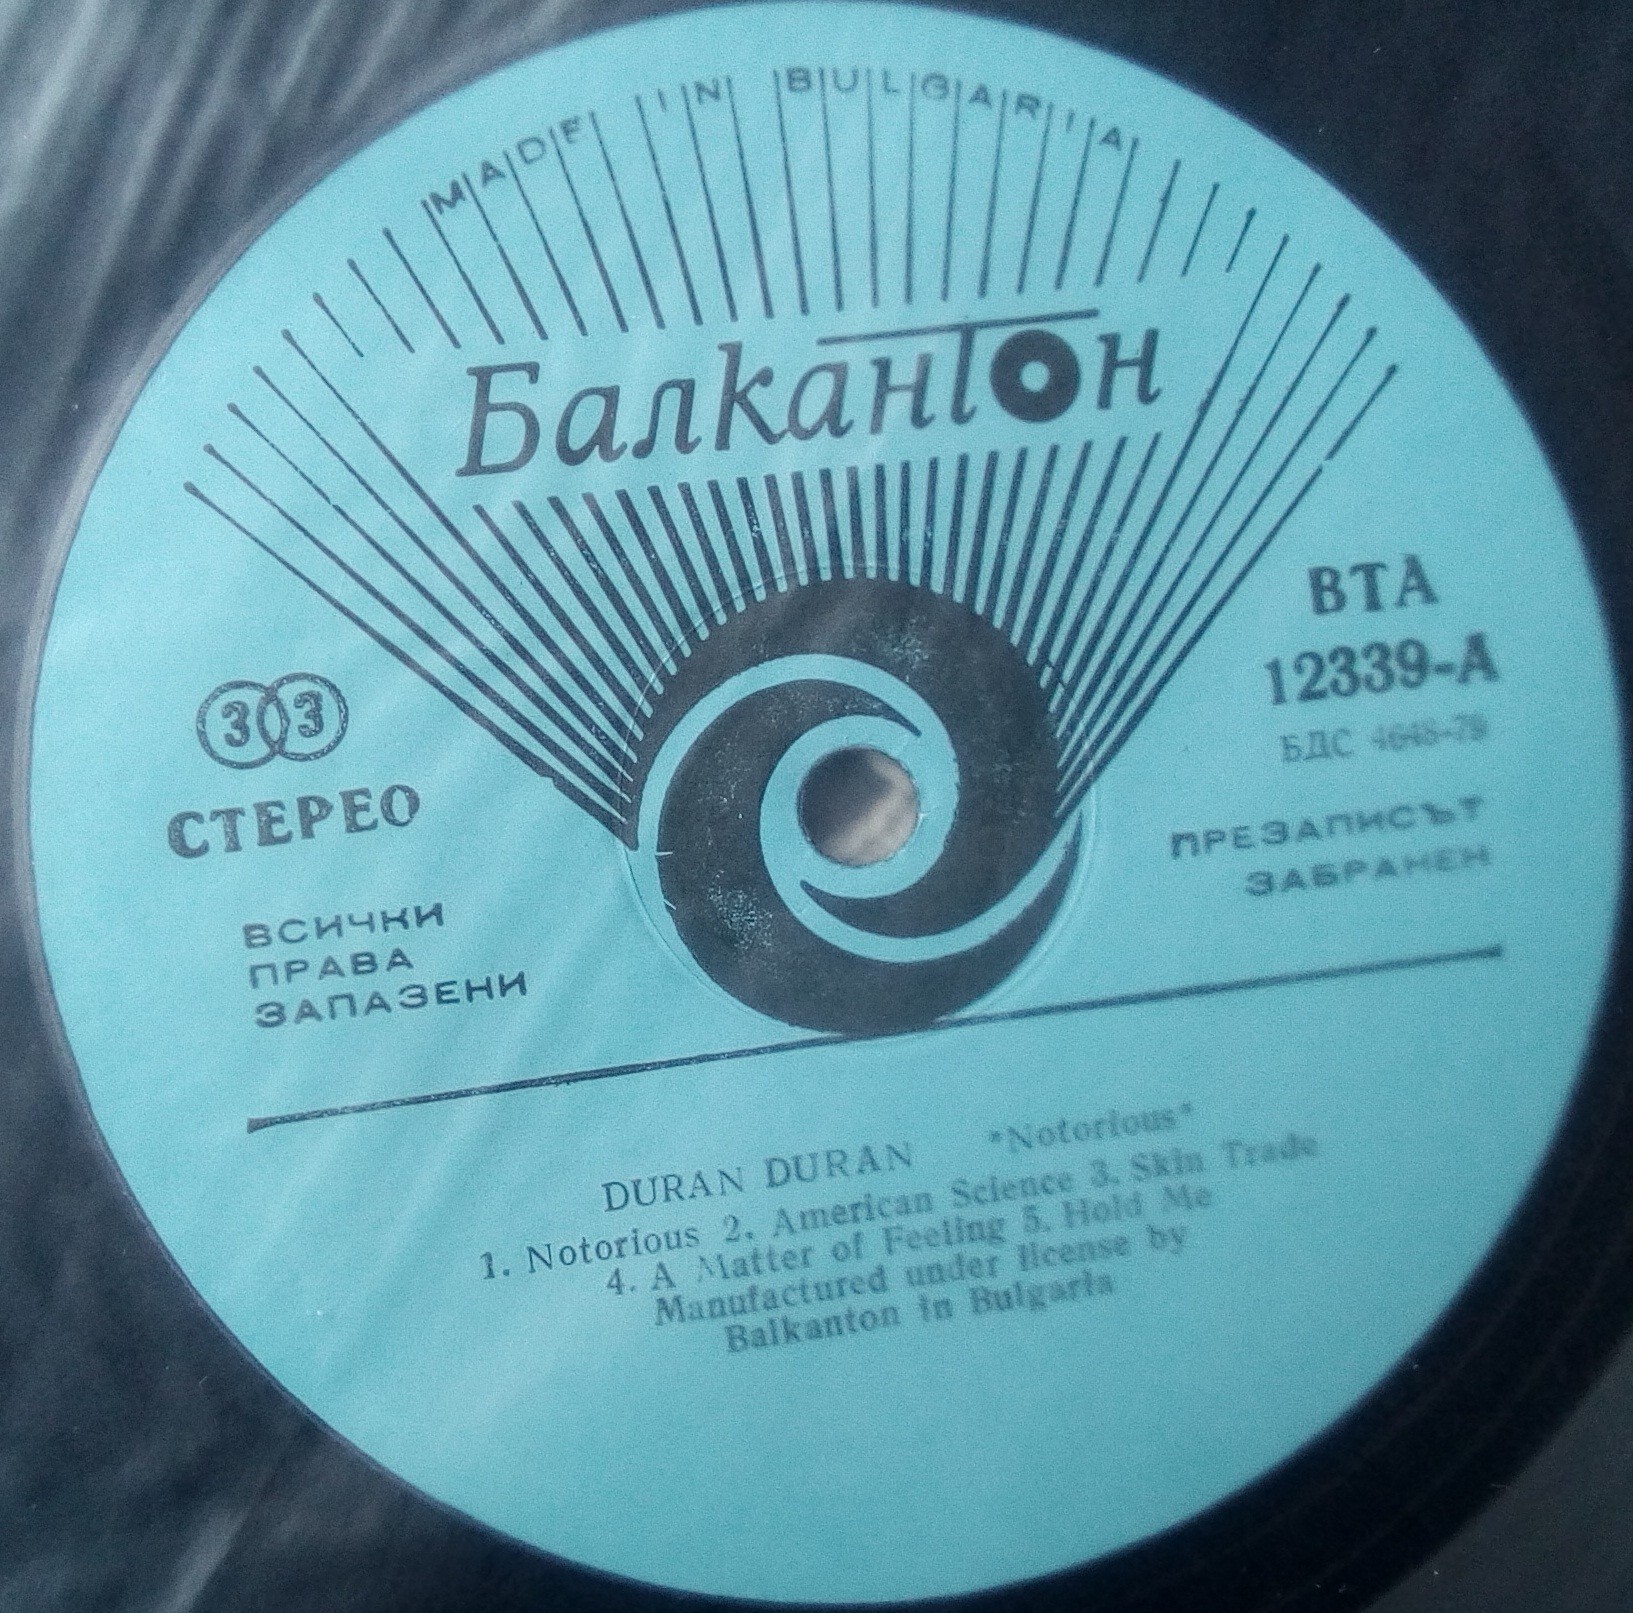 MADE IN BULGARIA
Балкантон
ВТА
12339-А
БДС 4648-79
33
СТЕРЕО
ПРЕЗАПИСЪТ
ЗАБРАНЕН
ВСИЧКИ
ПРАВА
ЗАПАЗЕНИ
DURAN DURAN "Notorious"
1. Notorious 2. American Science 3. Skin Trade
4. A Matter of Feeling 5. Hold Me
Manufactured under license by
Balkanton in Bulgaria